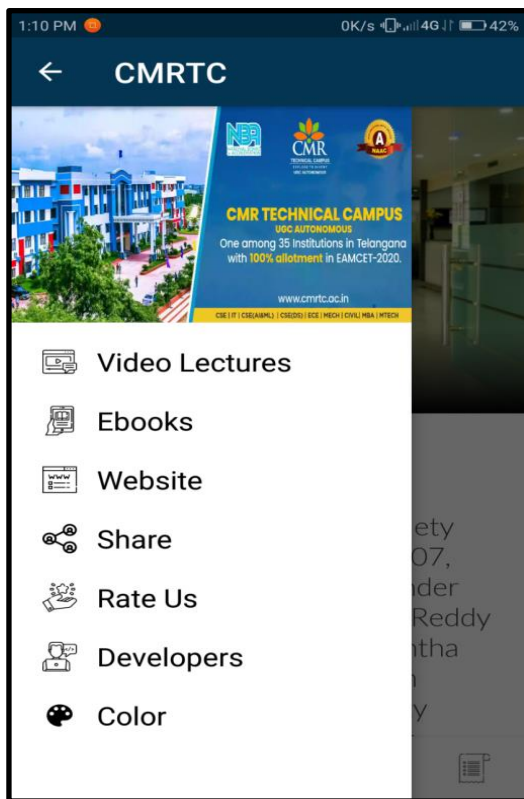 1:10 PM 0K/s 4G 42%
CMRTC
NBA
CMR
TECHNICAL CAMPUS
UGC AUTONOMOUS
A
NAAC
CMR TECHNICAL CAMPUS
UGC AUTONOMOUS
One among 35 Institutions in Telangana
with 100% allotment in EAMCET-2020.
www.cmrtc.ac.in
CSE | IT | CSE(AI&ML) | CSE(DS) | ECE | MECH | CIVIL| MBA | MTECH
Video Lectures
Ebooks
Website
Share
Rate Us
Developers
Color
ety
07,
der
Reddy
tha
y